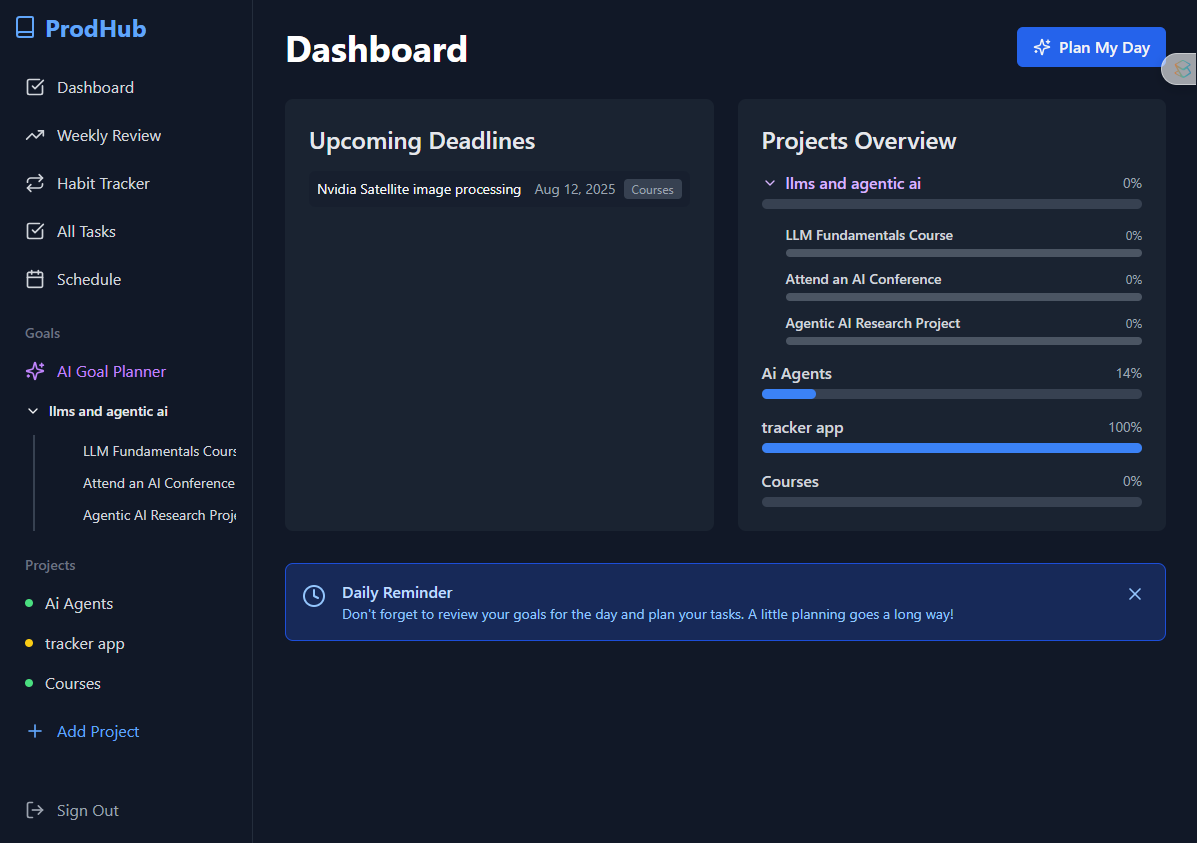 ProdHub
Dashboard
Weekly Review
Habit Tracker
All Tasks
Schedule
Goals
AI Goal Planner
llms and agentic ai
LLM Fundamentals Cours
Attend an AI Conference
Agentic AI Research Proje
Projects
Ai Agents
tracker app
Courses
Add Project
Sign Out
Dashboard
Plan My Day
Upcoming Deadlines
Nvidia Satellite image processing Aug 12, 2025 Courses
Projects Overview
llms and agentic ai 0%
LLM Fundamentals Course 0%
Attend an AI Conference 0%
Agentic AI Research Project 0%
Ai Agents 14%
tracker app 100%
Courses 0%
Daily Reminder
Don't forget to review your goals for the day and plan your tasks. A little planning goes a long way!